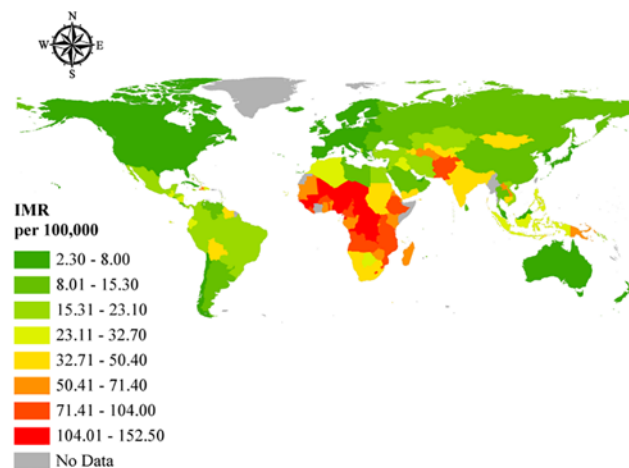 N
W E
S
IMR
per 100,000
2.30 - 8.00
8.01 - 15.30
15.31 - 23.10
23.11 - 32.70
32.71 - 50.40
50.41 - 71.40
71.41 - 104.00
104.01 - 152.50
No Data